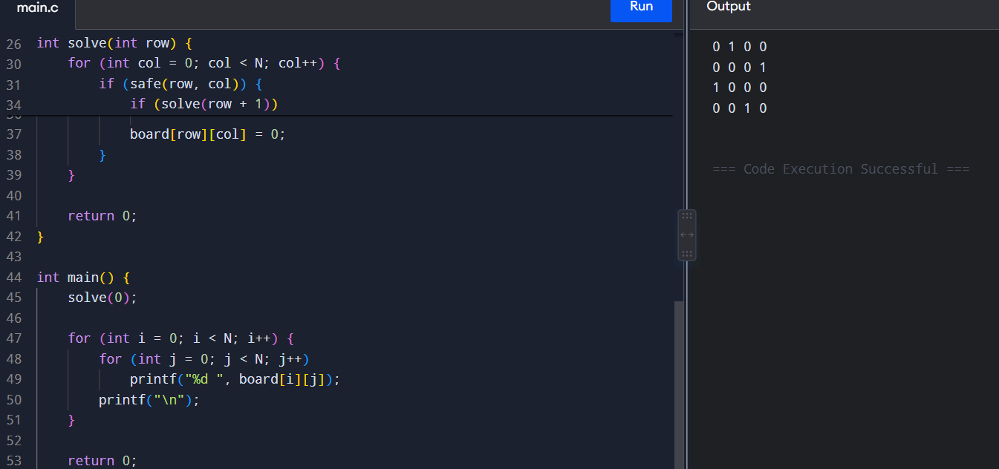 main.c
Run
Output
26 int solve(int row) {
30     for (int col = 0; col < N; col++) {
31         if (safe(row, col)) {
34             if (solve(row + 1))
37             board[row][col] = 0;
38         }
39     }
40
41     return 0;
42 }
43
44 int main() {
45     solve(0);
46
47     for (int i = 0; i < N; i++) {
48         for (int j = 0; j < N; j++)
49             printf("%d ", board[i][j]);
50         printf("\n");
51     }
52
53     return 0;
0 1 0 0
0 0 0 1
1 0 0 0
0 0 1 0
=== Code Execution Successful ===